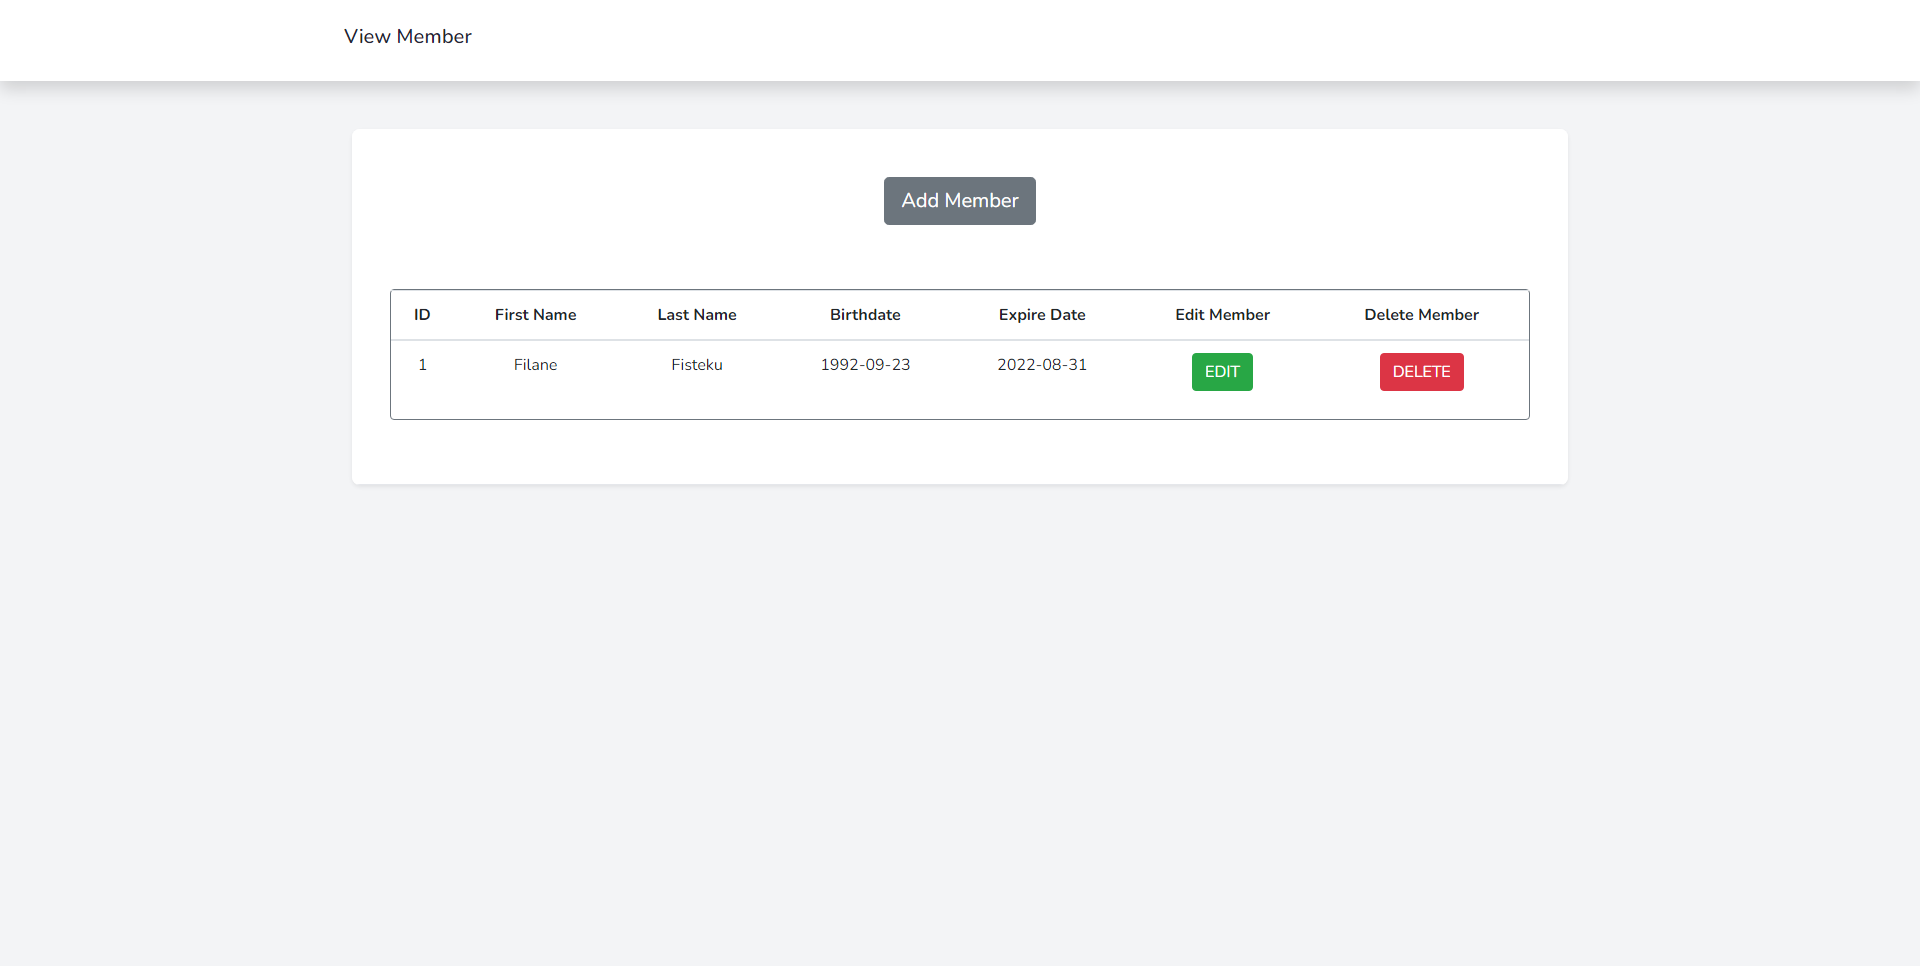 View Member
Add Member
ID First Name Last Name Birthdate Expire Date Edit Member Delete Member
1 Filane Fisteku 1992-09-23 2022-08-31 EDIT DELETE